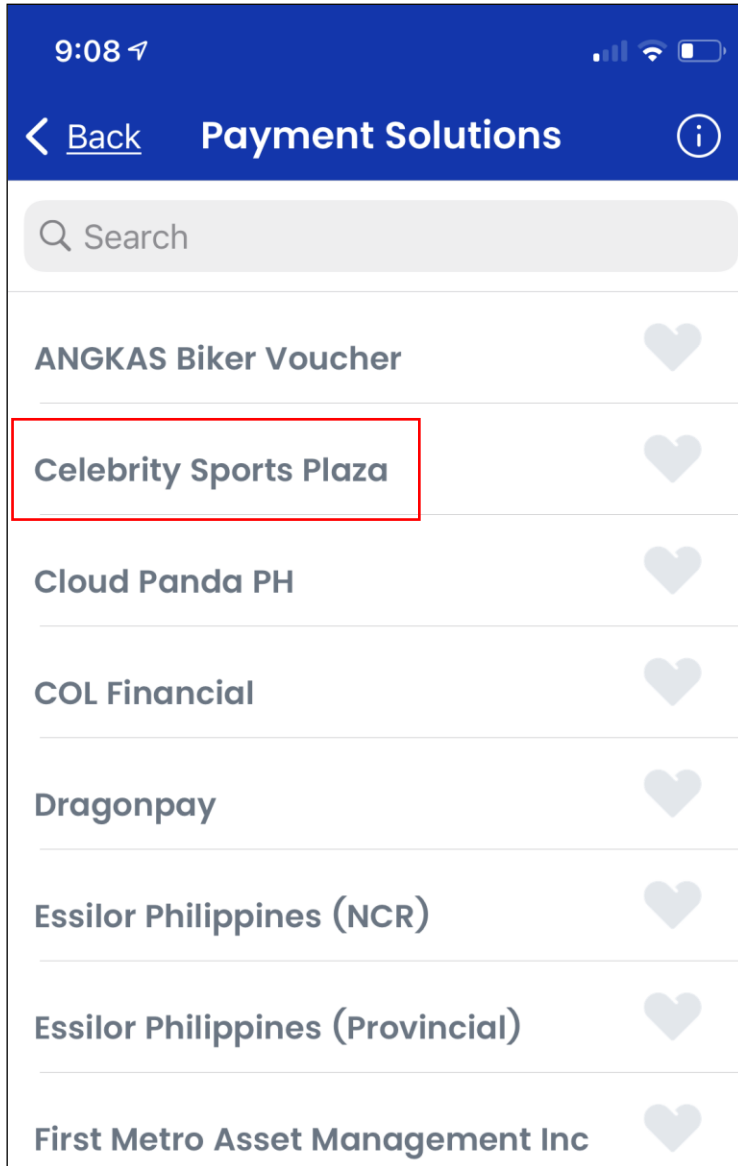 9:08
Back Payment Solutions
Search
ANGKAS Biker Voucher
Celebrity Sports Plaza
Cloud Panda PH
COL Financial
Dragonpay
Essilor Philippines (NCR)
Essilor Philippines (Provincial)
First Metro Asset Management Inc